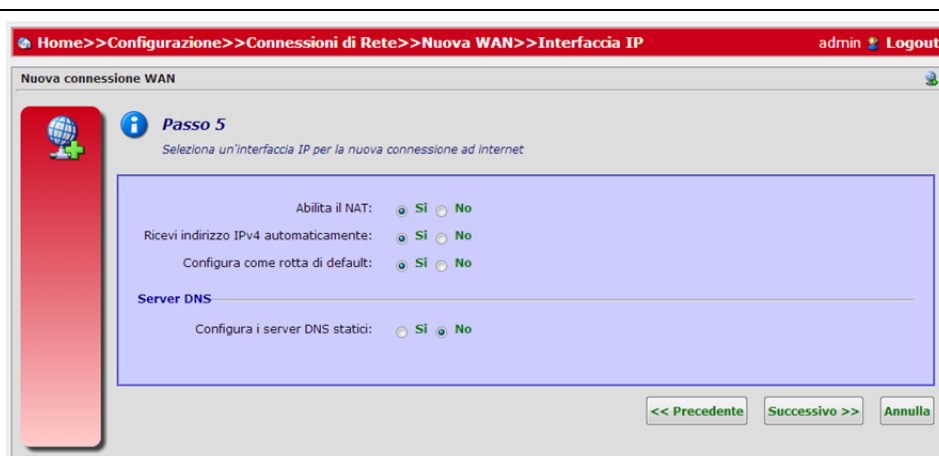 Home>>Configurazione>>Connessioni di Rete>>Nuova WAN>>Interfaccia IP admin Logout
Nuova connessione WAN
Passo 5
Seleziona un'interfaccia IP per la nuova connessione ad internet
Abilita il NAT: Si No
Ricevi indirizzo IPv4 automaticamente: Si No
Configura come rotta di default: Si No
Server DNS
Configura i server DNS statici: Si No
<< Precedente Successivo >> Annulla